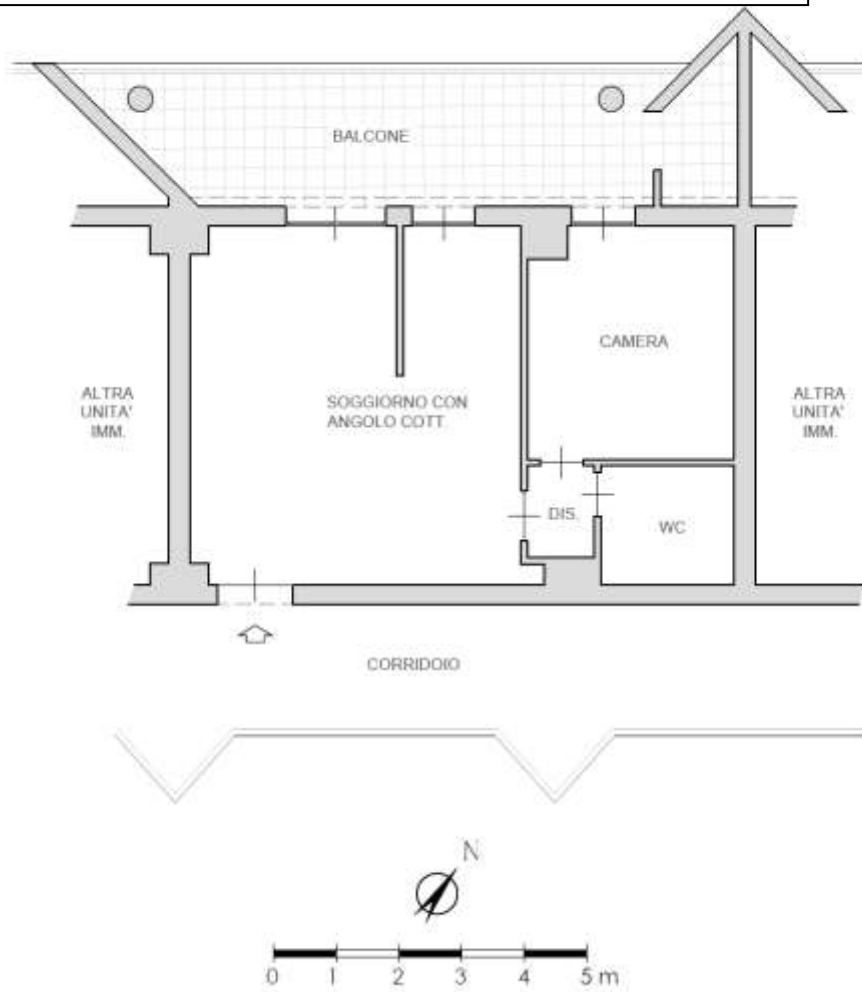 BALCONE
CAMERA
ALTRA
UNITA'
IMM.
SOGGIORNO CON
ANGOLO COTT.
ALTRA
UNITA'
IMM.
DIS.
WC
CORRIDOIO
N
0 1 2 3 4 5 m